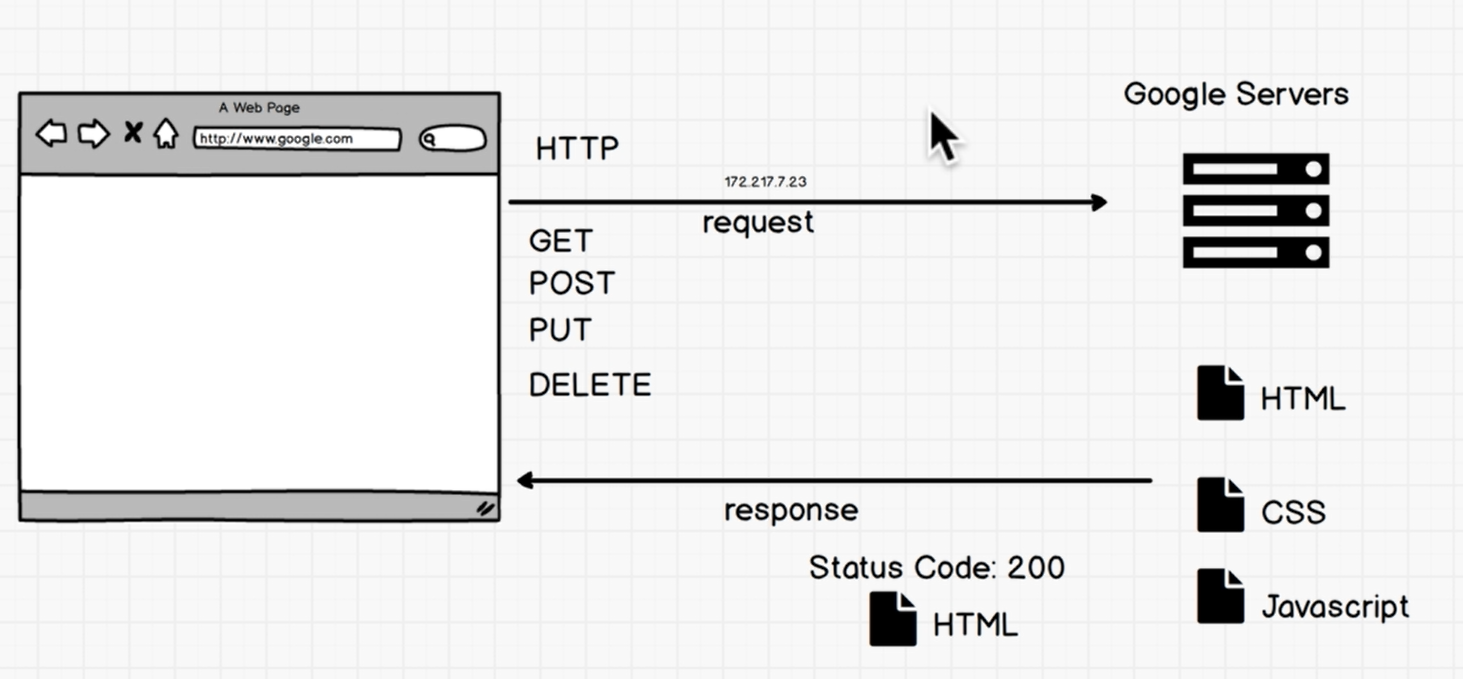 A Web Page
http://www.google.com
HTTP
172.217.7.23
request
GET
POST
PUT
DELETE
Google Servers
HTML
CSS
Javascript
response
Status Code: 200
HTML